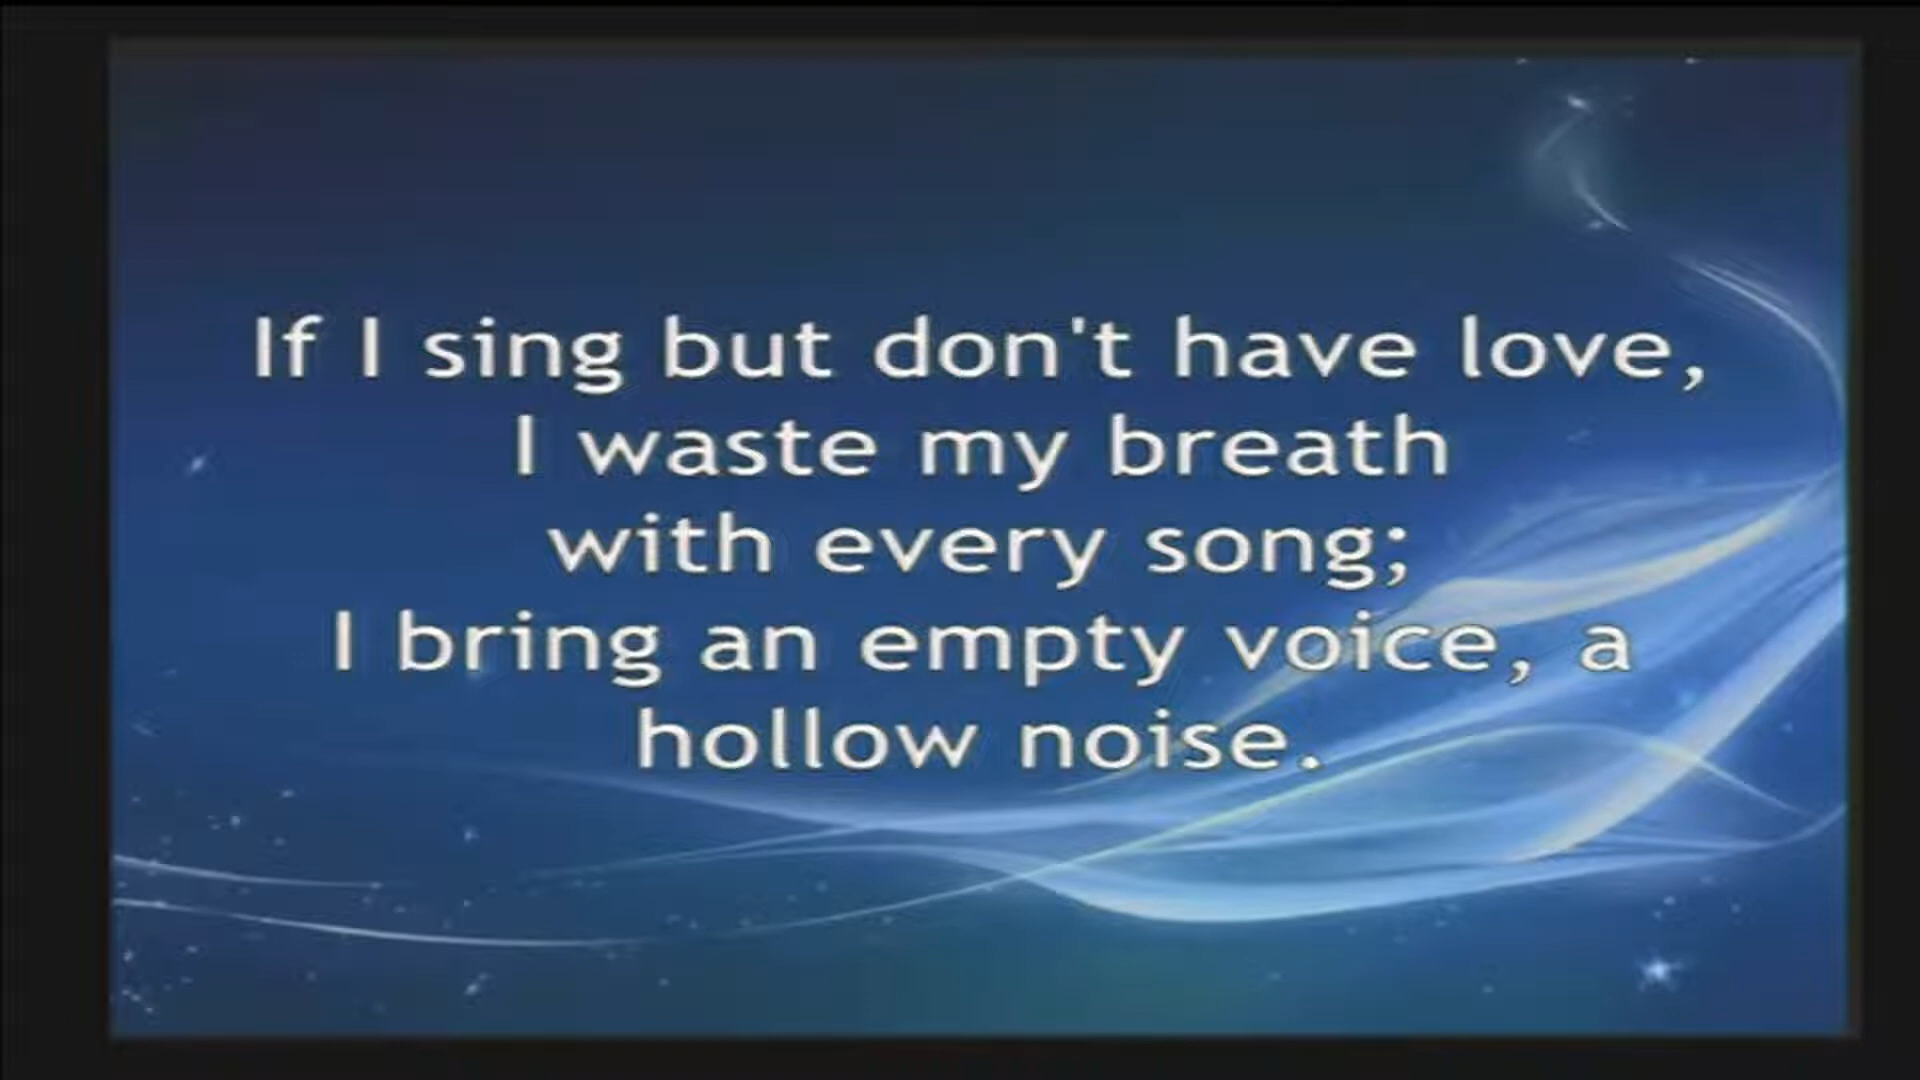 If I sing but don't have love,
I waste my breath
with every song;
I bring an empty voice, a
hollow noise.